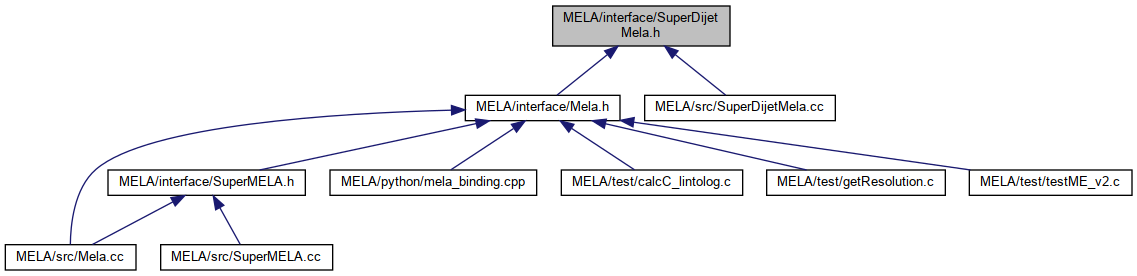 MELA/interface/SuperDijet
Mela.h
MELA/interface/Mela.h
MELA/src/SuperDijetMela.cc
MELA/interface/SuperMELA.h
MELA/python/mela_binding.cpp
MELA/test/calcC_lintolog.c
MELA/test/getResolution.c
MELA/test/testME_v2.c
MELA/src/Mela.cc
MELA/src/SuperMELA.cc